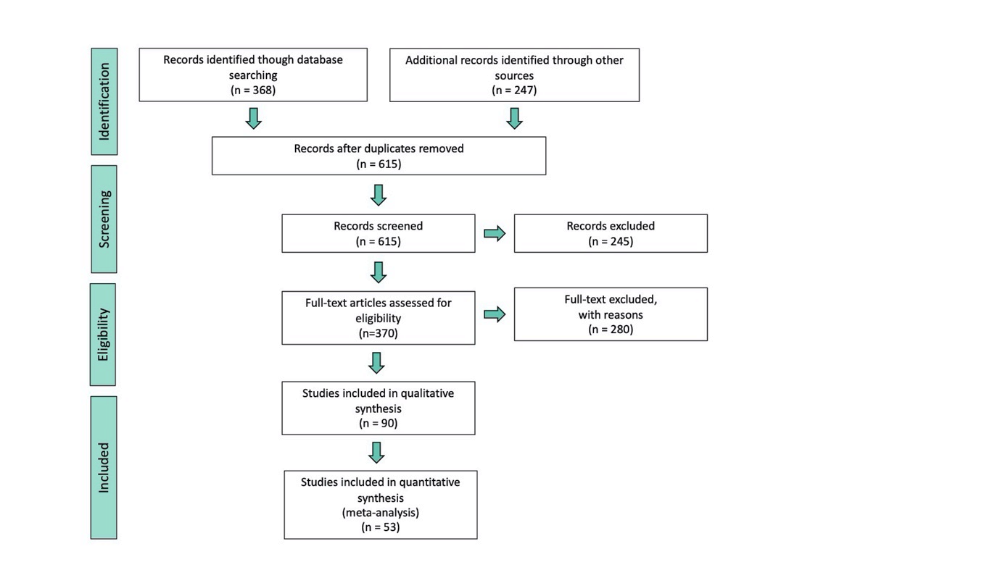 Identification
Records identified though database
searching
(n = 368)
Additional records identified through other
sources
(n = 247)
Records after duplicates removed
(n = 615)
Screening
Records screened
(n = 615)
Records excluded
(n = 245)
Eligibility
Full-text articles assessed for
eligibility
(n=370)
Full-text excluded,
with reasons
(n = 280)
Included
Studies included in qualitative
synthesis
(n = 90)
Studies included in quantitative
synthesis
(meta-analysis)
(n = 53)